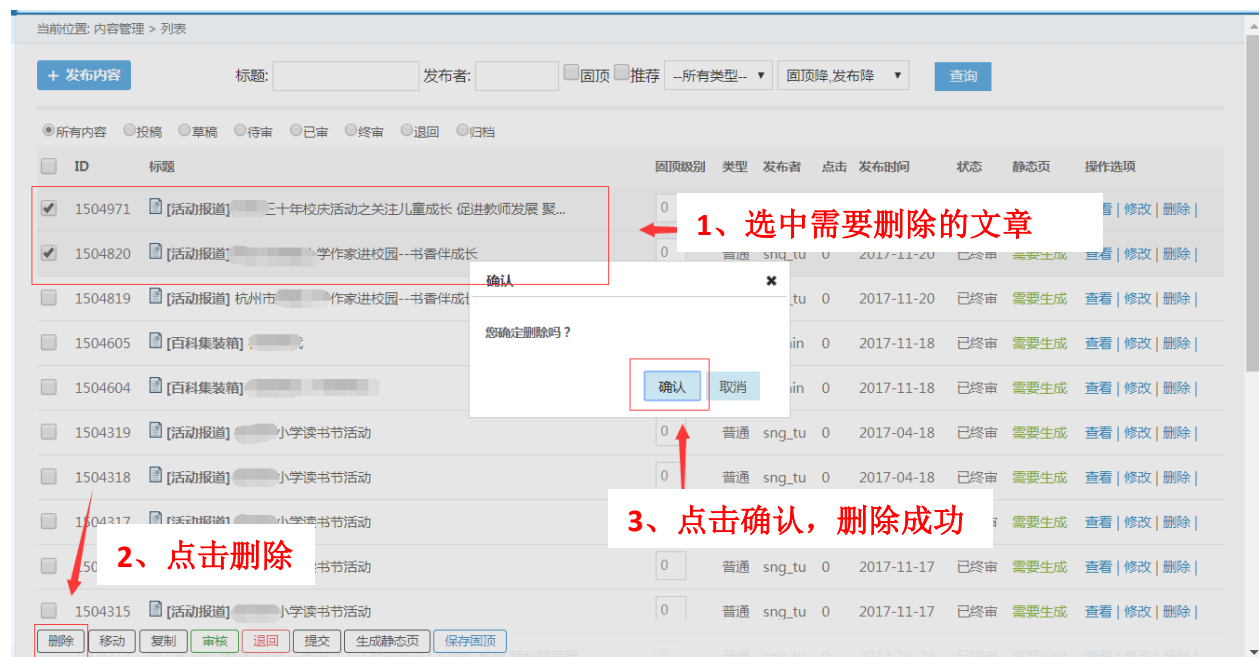 当前位置: 内容管理 > 列表
+ 发布内容 标题: 发布者: 固顶 推荐 --所有类型-- 固顶降,发布降 查询
所有内容 投稿 草稿 待审 已审 终审 退回 归档
ID 标题 固顶级别 类型 发布者 点击 发布时间 状态 静态页 操作选项
1504971 [活动报道] 三十年校庆活动之关注儿童成长 促进教师发展 聚... 0 看 | 修改 | 删除 |
1、选中需要删除的文章
1504820 [活动报道] 学作家进校园--书香伴成长 0 普通 sng_tu 0 2017-11-20 已终审 需要生成 查看 | 修改 | 删除 |
确认
1504819 [活动报道] 杭州市 作家进校园--书香伴成 tu 0 2017-11-20 已终审 需要生成 查看 | 修改 | 删除 |
您确定删除吗？
1504605 [百科集装箱] in 0 2017-11-18 已终审 需要生成 查看 | 修改 | 删除 |
1504604 [百科集装箱] in 0 2017-11-18 已终审 需要生成 查看 | 修改 | 删除 |
确认 取消
1504319 [活动报道] 小学读书节活动 0 普通 sng_tu 0 2017-04-18 已终审 需要生成 查看 | 修改 | 删除 |
1504318 [活动报道] 小学读书节活动 0 普通 sng_tu 0 2017-04-18 已终审 需要生成 查看 | 修改 | 删除 |
1504317 [活动报道] 小学读书节活动 需要生成 查看 | 修改 | 删除 |
3、点击确认，删除成功
2、点击删除
150 小学读书节活动 0 普通 sng_tu 0 2017-11-17 已终审 需要生成 查看 | 修改 | 删除 |
1504315 [活动报道] 小学读书节活动 0 普通 sng_tu 0 2017-11-17 已终审 需要生成 查看 | 修改 | 删除 |
删除 移动 复制 审核 退回 提交 生成静态页 保存固顶